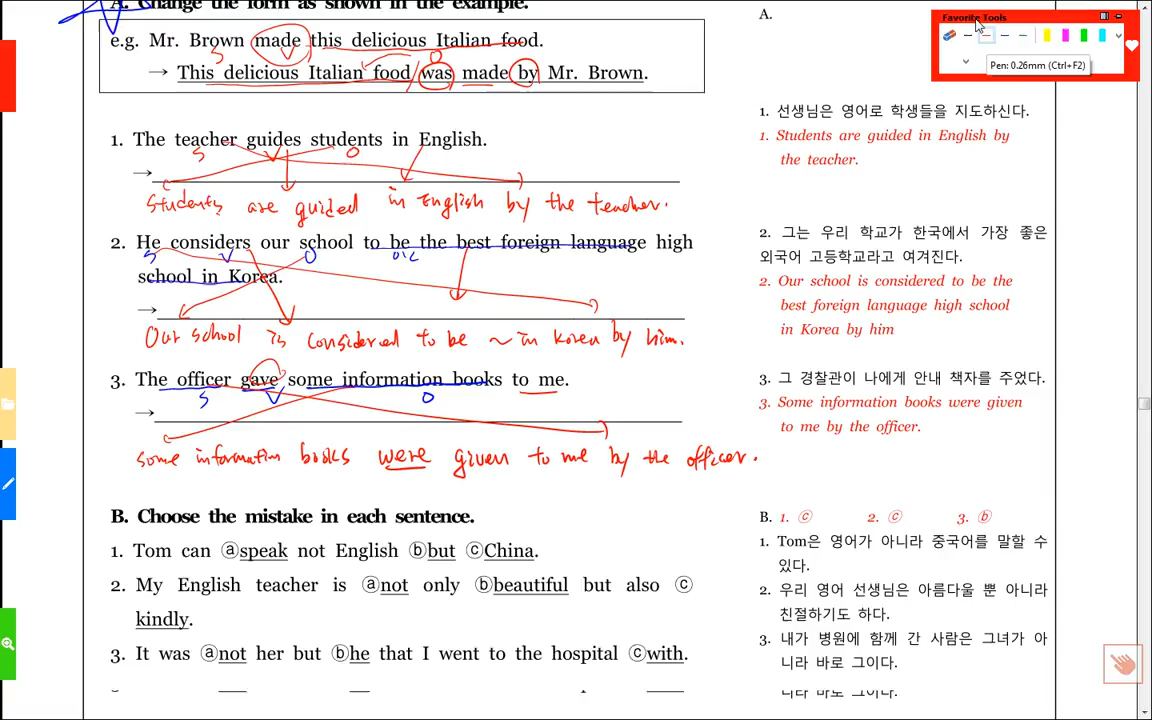 A. Change the form as shown in the example.
e.g. Mr. Brown made this delicious Italian food.
S V O
→ This delicious Italian food was made by Mr. Brown.
1. The teacher guides students in English.
S V O
→
Students are guided in English by the teacher.
2. He considers our school to be the best foreign language high
S V O O.C
school in Korea.
→
Our school is considered to be ~ in Korea by him.
3. The officer gave some information books to me.
S V O
→
some information books were given to me by the officer.
B. Choose the mistake in each sentence.
1. Tom can ⓐspeak not English ⓑbut ⓒChina.
2. My English teacher is ⓐnot only ⓑbeautiful but also ⓒ
kindly.
3. It was ⓐnot her but ⓑhe that I went to the hospital ⓒwith.
A.
1. 선생님은 영어로 학생들을 지도하신다.
1. Students are guided in English by
the teacher.
2. 그는 우리 학교가 한국에서 가장 좋은
외국어 고등학교라고 여겨진다.
2. Our school is considered to be the
best foreign language high school
in Korea by him
3. 그 경찰관이 나에게 안내 책자를 주었다.
3. Some information books were given
to me by the officer.
B. 1. ⓒ 2. ⓒ 3. ⓑ
1. Tom은 영어가 아니라 중국어를 말할 수
있다.
2. 우리 영어 선생님은 아름다울 뿐 아니라
친절하기도 하다.
3. 내가 병원에 함께 간 사람은 그녀가 아
니라 바로 그이다.
니라 바로 그이다.
Favorite Tools
Pen: 0.26mm (Ctrl+F2)